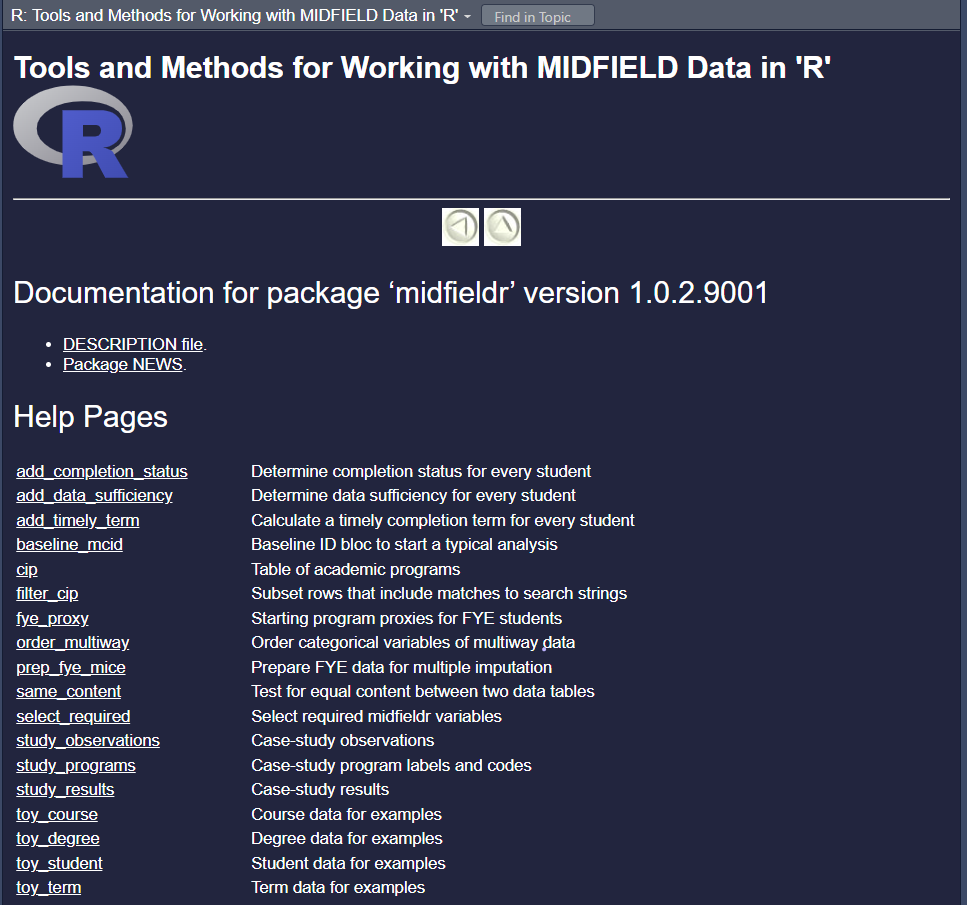 R: Tools and Methods for Working with MIDFIELD Data in 'R'
Find in Topic
Tools and Methods for Working with MIDFIELD Data in 'R'
R
Documentation for package ‘midfieldr’ version 1.0.2.9001
• DESCRIPTION file.
• Package NEWS.
Help Pages
add_completion_status Determine completion status for every student
add_data_sufficiency Determine data sufficiency for every student
add_timely_term Calculate a timely completion term for every student
baseline_mcid Baseline ID bloc to start a typical analysis
cip Table of academic programs
filter_cip Subset rows that include matches to search strings
fye_proxy Starting program proxies for FYE students
order_multiway Order categorical variables of multiway data
prep_fye_mice Prepare FYE data for multiple imputation
same_content Test for equal content between two data tables
select_required Select required midfieldr variables
study_observations Case-study observations
study_programs Case-study program labels and codes
study_results Case-study results
toy_course Course data for examples
toy_degree Degree data for examples
toy_student Student data for examples
toy_term Term data for examples